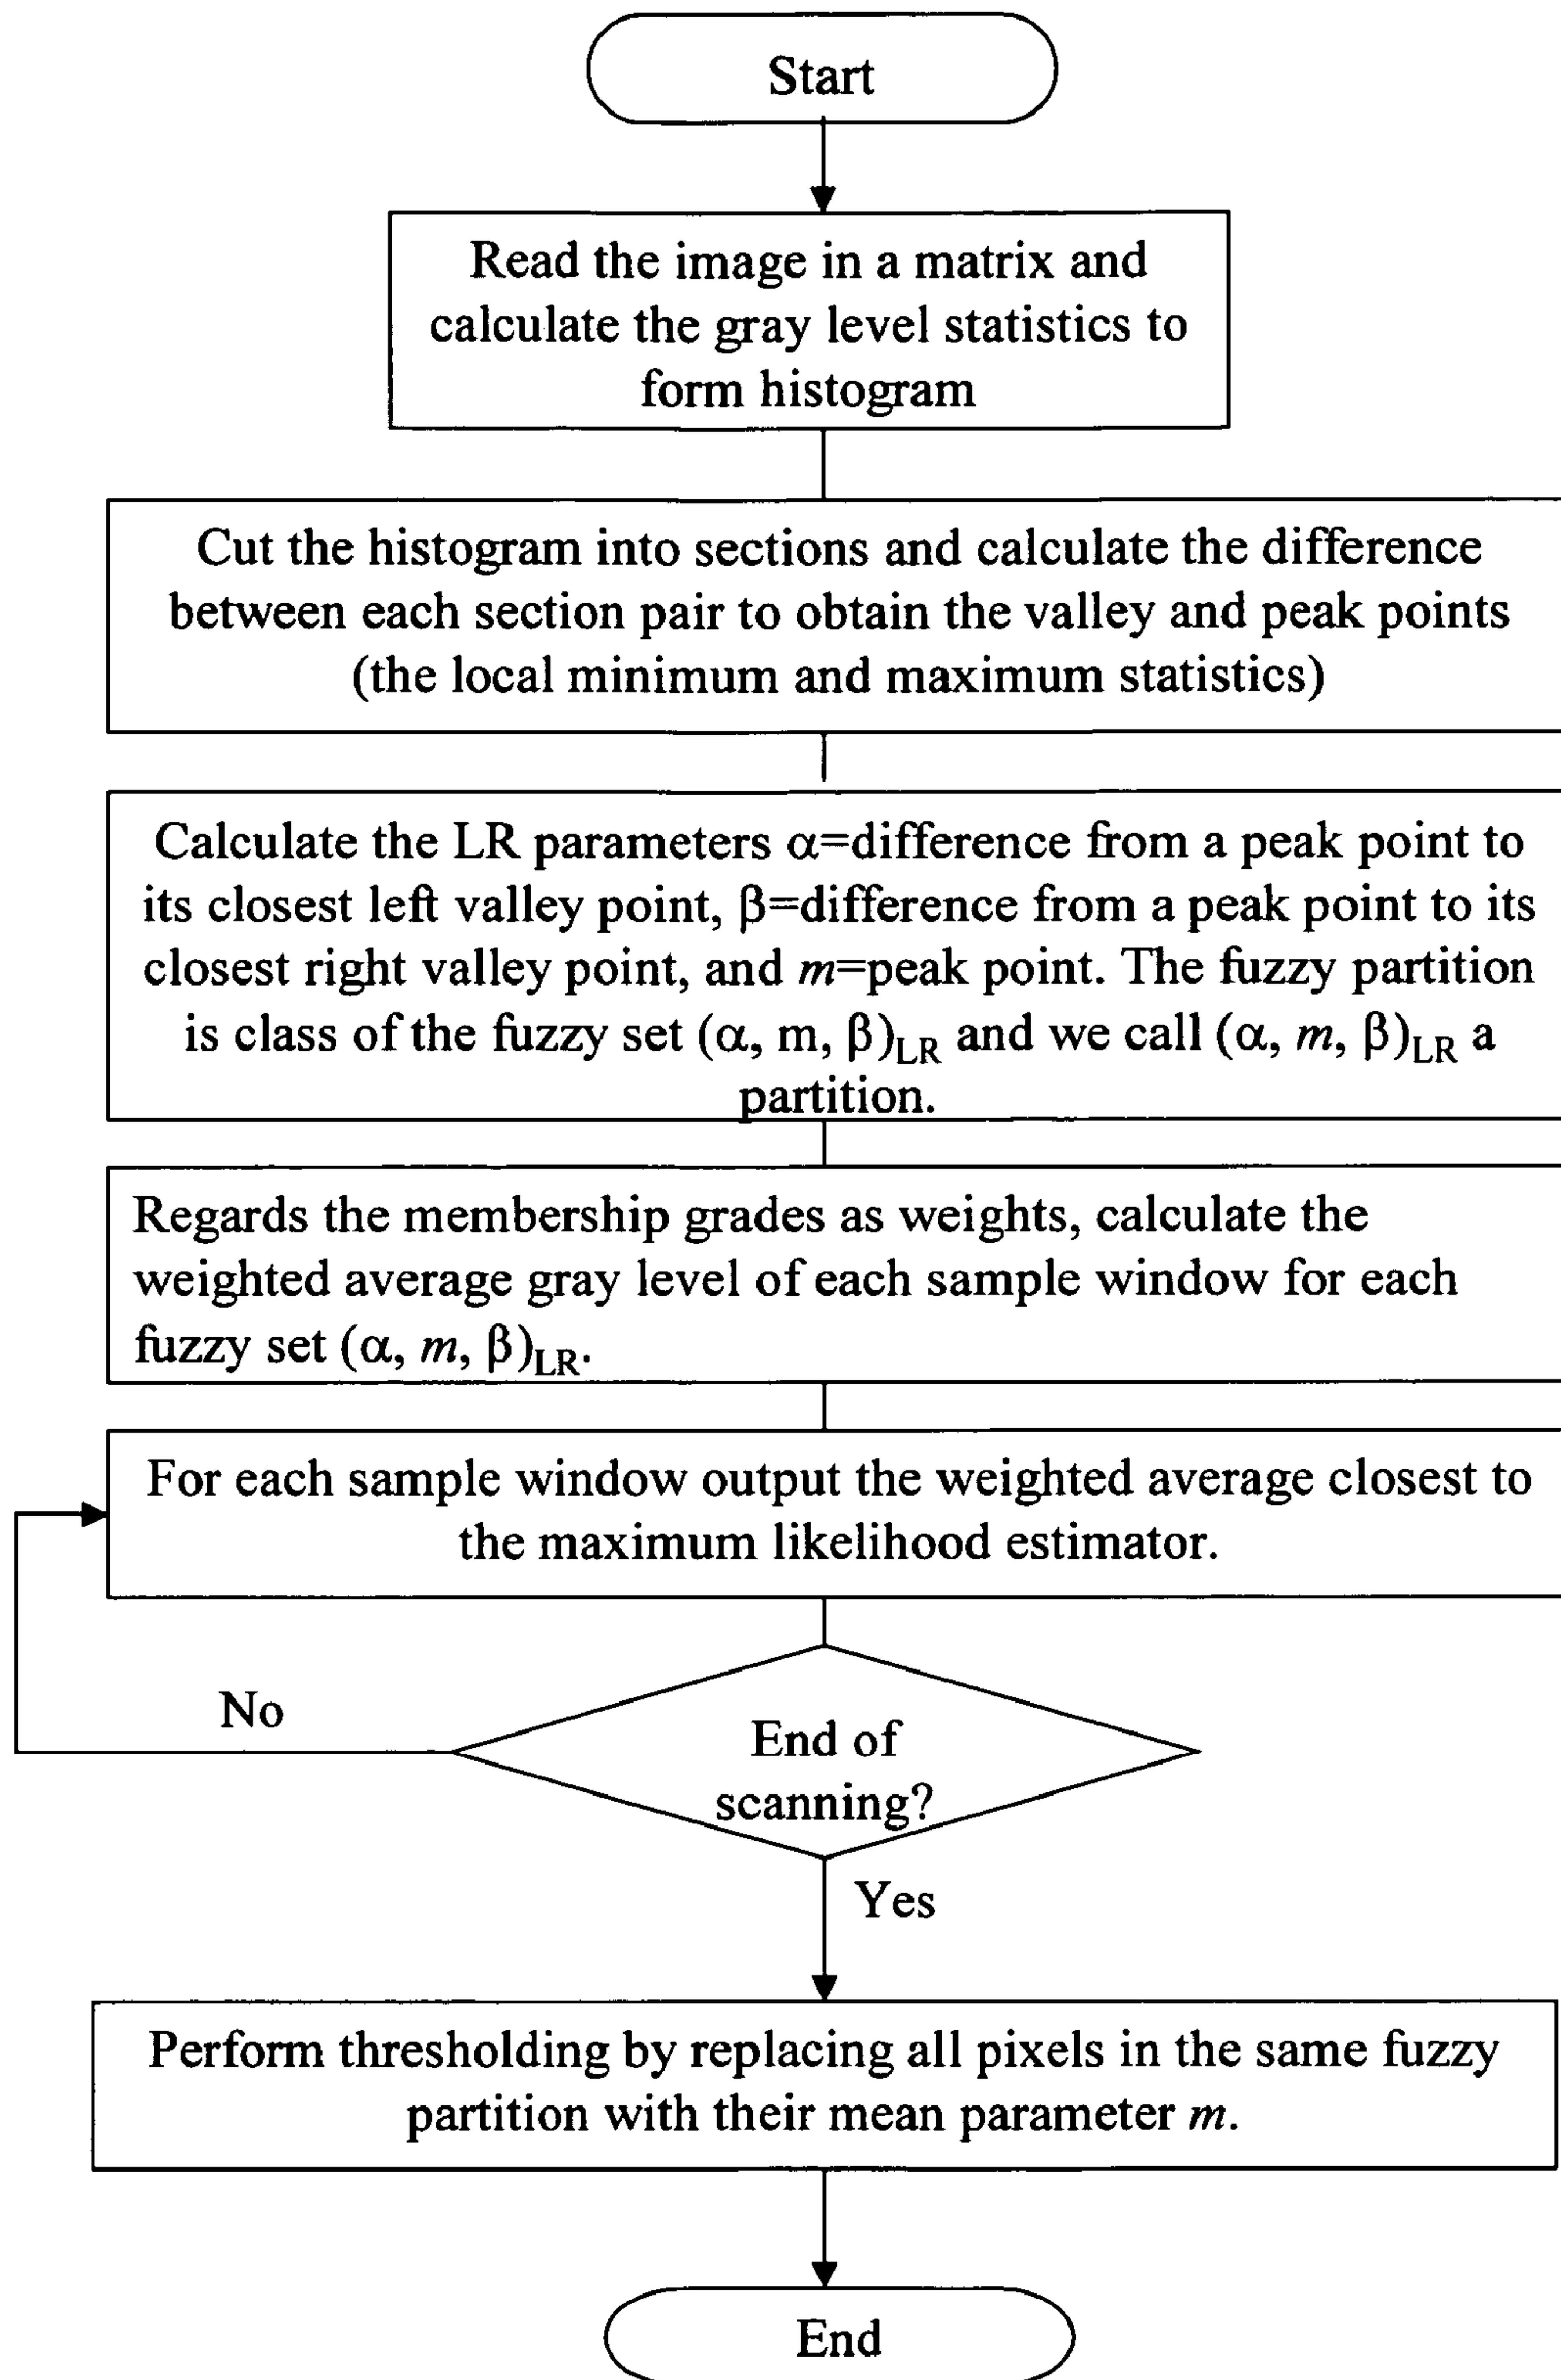 Start
Read the image in a matrix and
calculate the gray level statistics to
form histogram
Cut the histogram into sections and calculate the difference
between each section pair to obtain the valley and peak points
(the local minimum and maximum statistics)
Calculate the LR parameters α=difference from a peak point to
its closest left valley point, β=difference from a peak point to its
closest right valley point, and m=peak point. The fuzzy partition
is class of the fuzzy set (α, m, β)LR and we call (α, m, β)LR a
partition.
Regards the membership grades as weights, calculate the
weighted average gray level of each sample window for each
fuzzy set (α, m, β)LR.
For each sample window output the weighted average closest to
the maximum likelihood estimator.
No
End of
scanning?
Yes
Perform thresholding by replacing all pixels in the same fuzzy
partition with their mean parameter m.
End